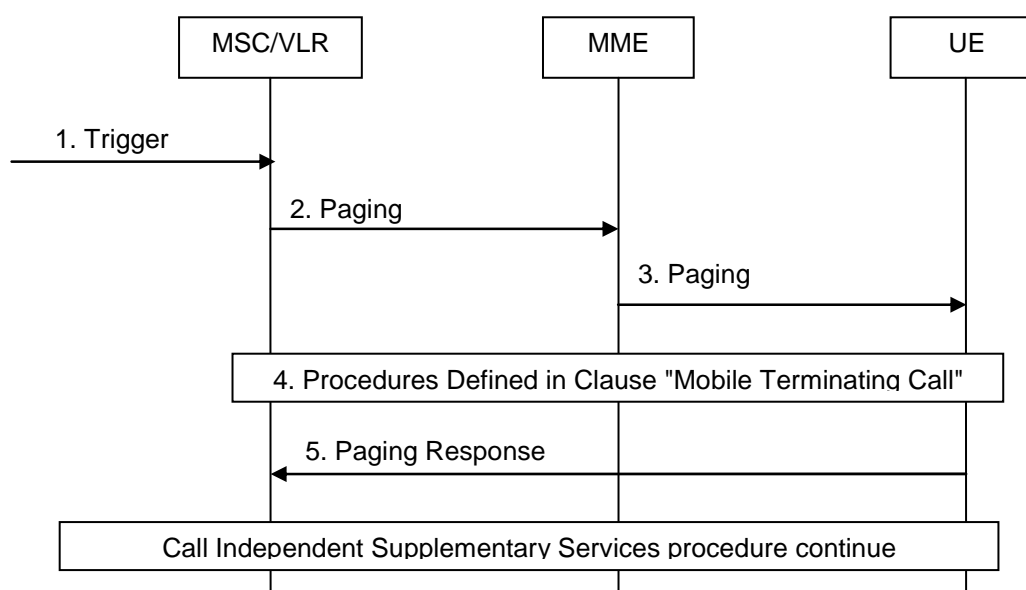 MSC/VLR
MME
UE
1. Trigger
2. Paging
3. Paging
4. Procedures Defined in Clause "Mobile Terminating Call"
5. Paging Response
Call Independent Supplementary Services procedure continue